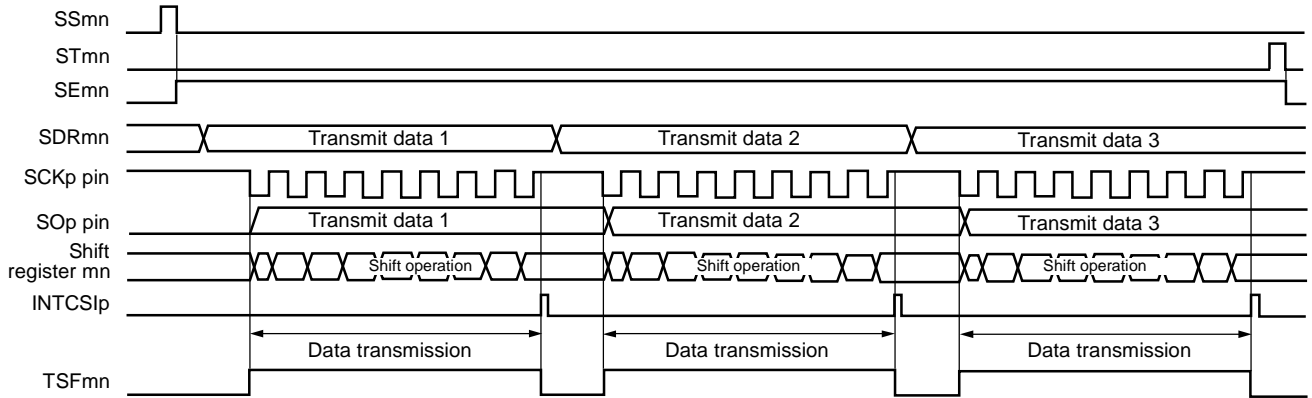 SSmn
STmn
SEmn
SDRmn Transmit data 1 Transmit data 2 Transmit data 3
SCKp pin
SOp pin Transmit data 1 Transmit data 2 Transmit data 3
Shift
register mn Shift operation Shift operation Shift operation
INTCSIp
Data transmission Data transmission Data transmission
TSFmn